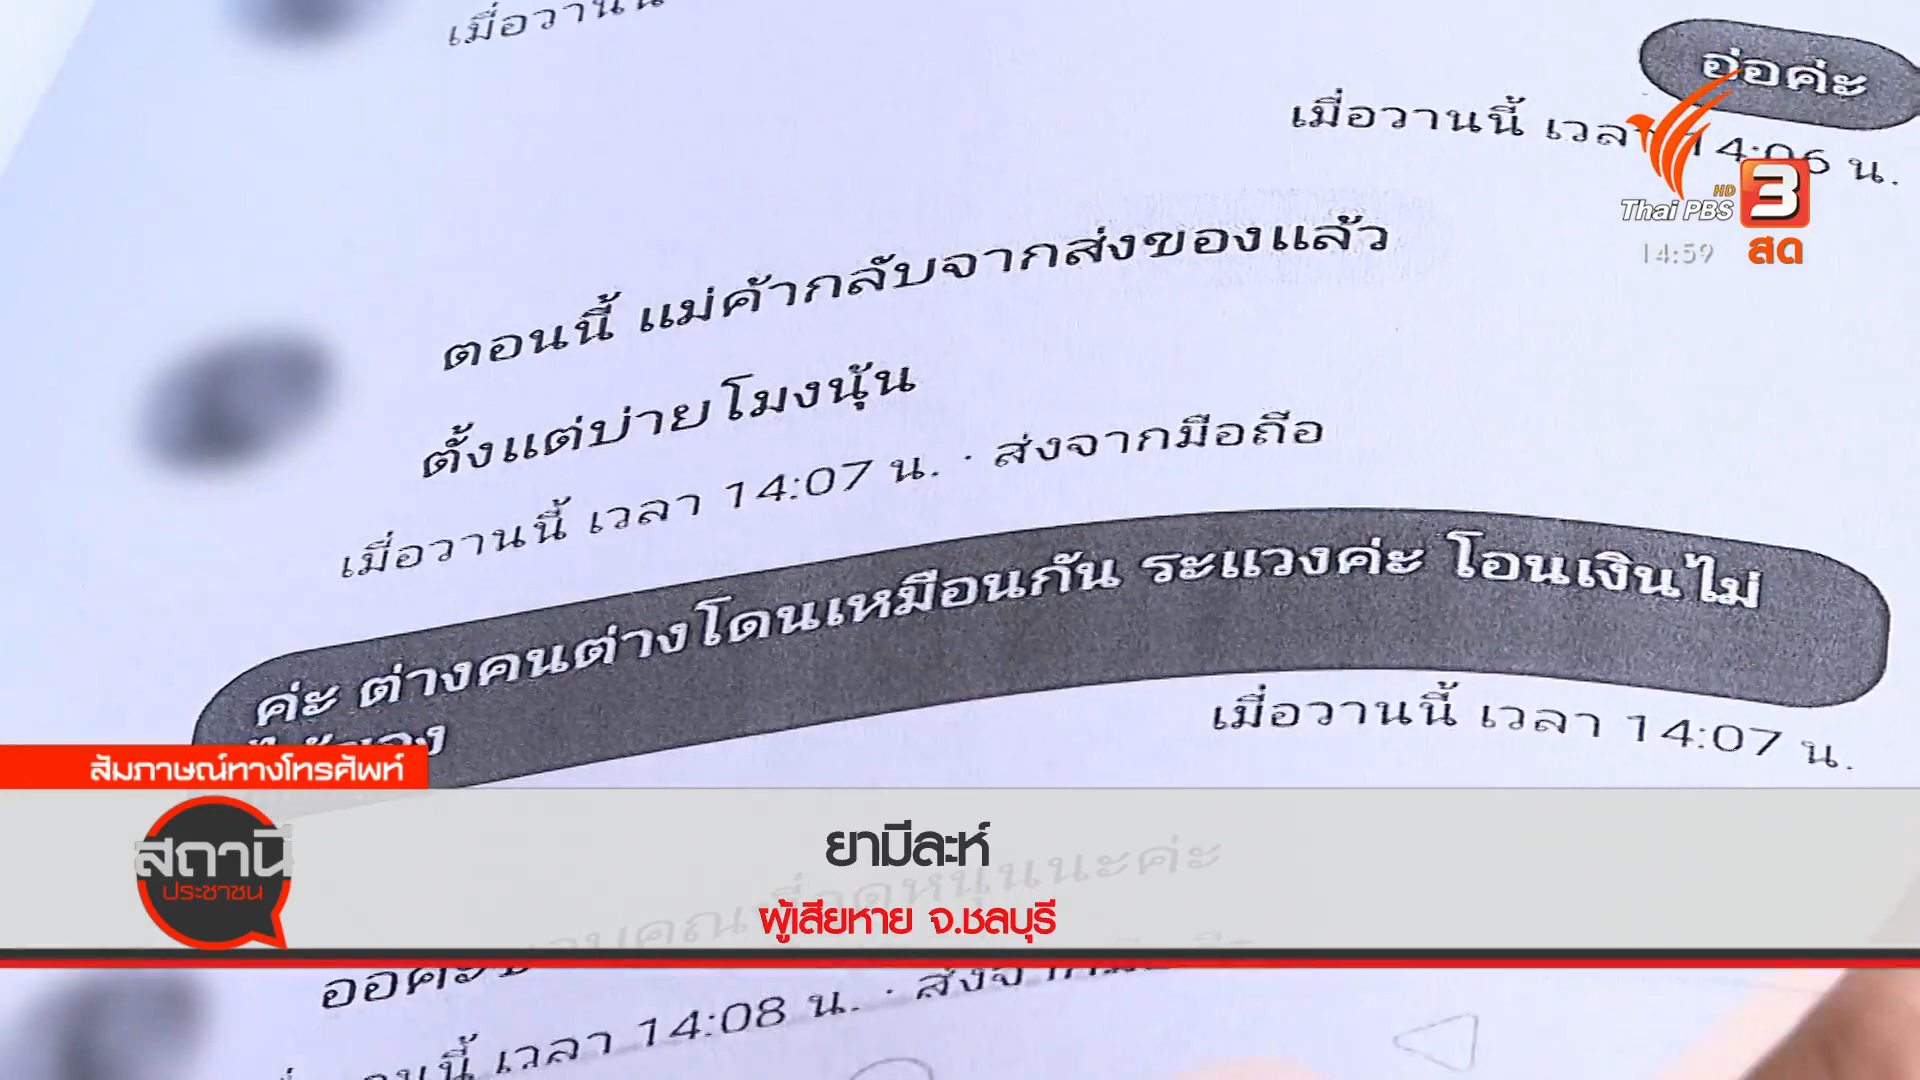 เมื่อวานนี้
อ่อค่ะ
เมื่อวานนี้ เวลา 14:06 น.
Thai PBS HD 3
14:59 สด
ตอนนี้ แม่ค้ากลับจากส่งของแล้ว
ตั้งแต่บ่ายโมงนุ้น
เมื่อวานนี้ เวลา 14:07 น. · ส่งจากมือถือ
ค่ะ ต่างคนต่างโดนเหมือนกัน ระแวงค่ะ โอนเงินไม่
เมื่อวานนี้ เวลา 14:07 น.
สัมภาษณ์ทางโทรศัพท์
สถานี
ประชาชน
ยามีละห์
ผู้เสียหาย จ.ชลบุรี
เวลา 14:08 น. ·